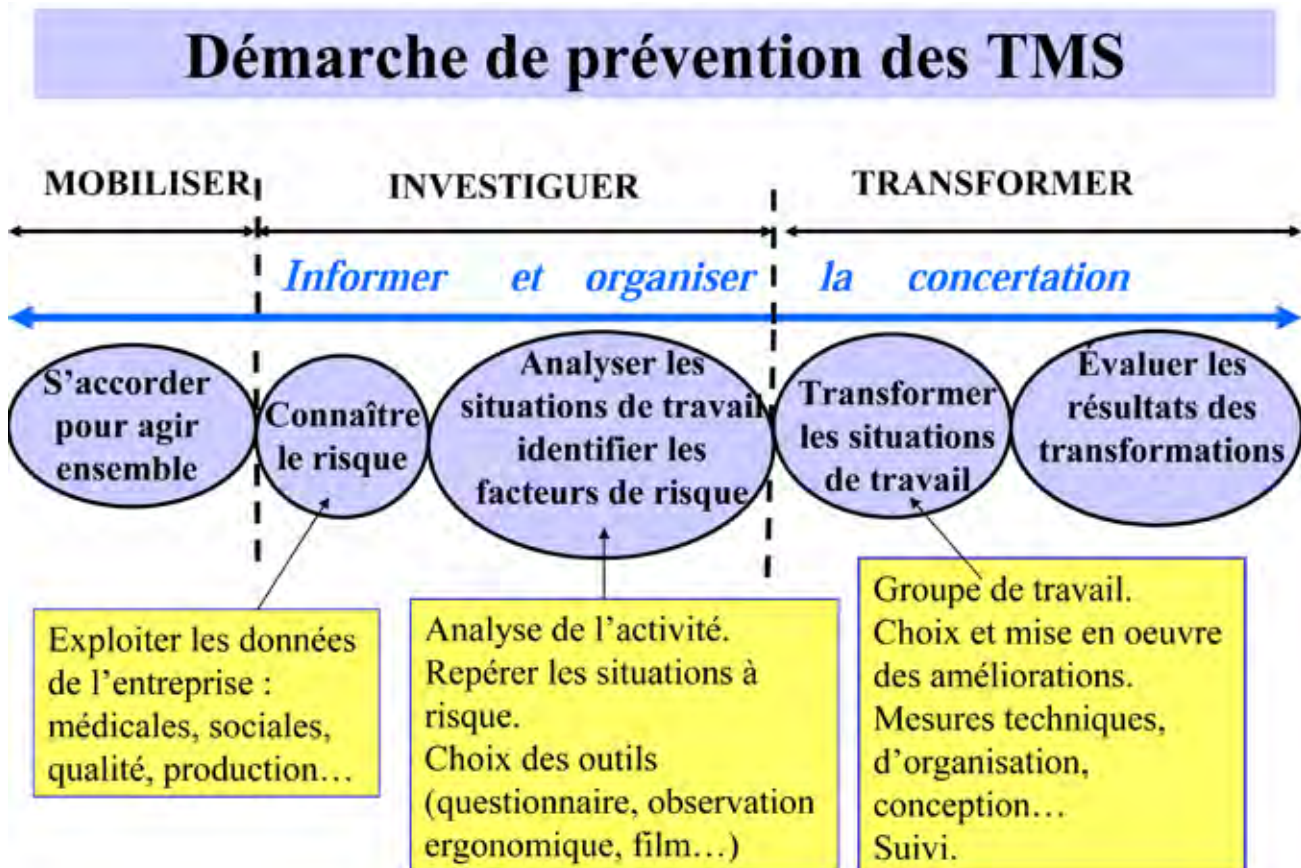 Démarche de prévention des TMS
MOBILISER
INVESTIGUER
TRANSFORMER
Informer et organiser la concertation
S'accorder
pour agir
ensemble
Connaître
le risque
Analyser les
situations de travail
identifier les
facteurs de risque
Transformer
les situations
de travail
Évaluer les
résultats des
transformations
Exploiter les données
de l'entreprise :
médicales, sociales,
qualité, production…
Analyse de l'activité.
Repérer les situations à
risque.
Choix des outils
(questionnaire, observation
ergonomique, film…)
Groupe de travail.
Choix et mise en oeuvre
des améliorations.
Mesures techniques,
d'organisation,
conception…
Suivi.